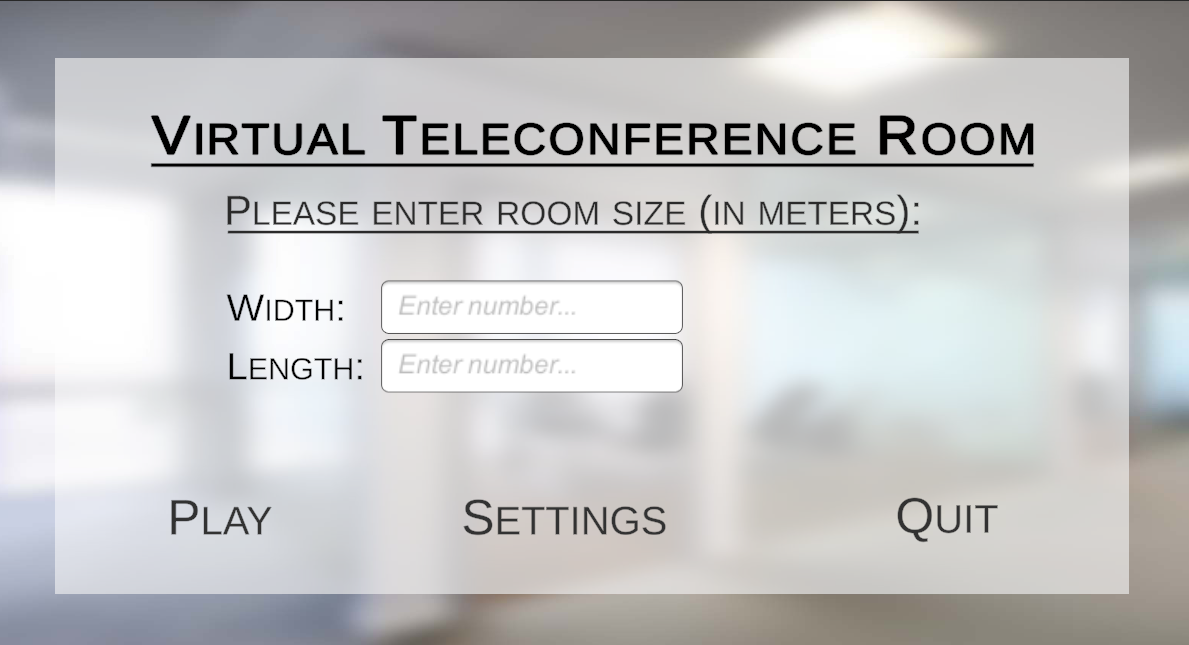 Virtual Teleconference Room
Please enter room size (in meters):
Width: Enter number...
Length: Enter number...
Play Settings Quit